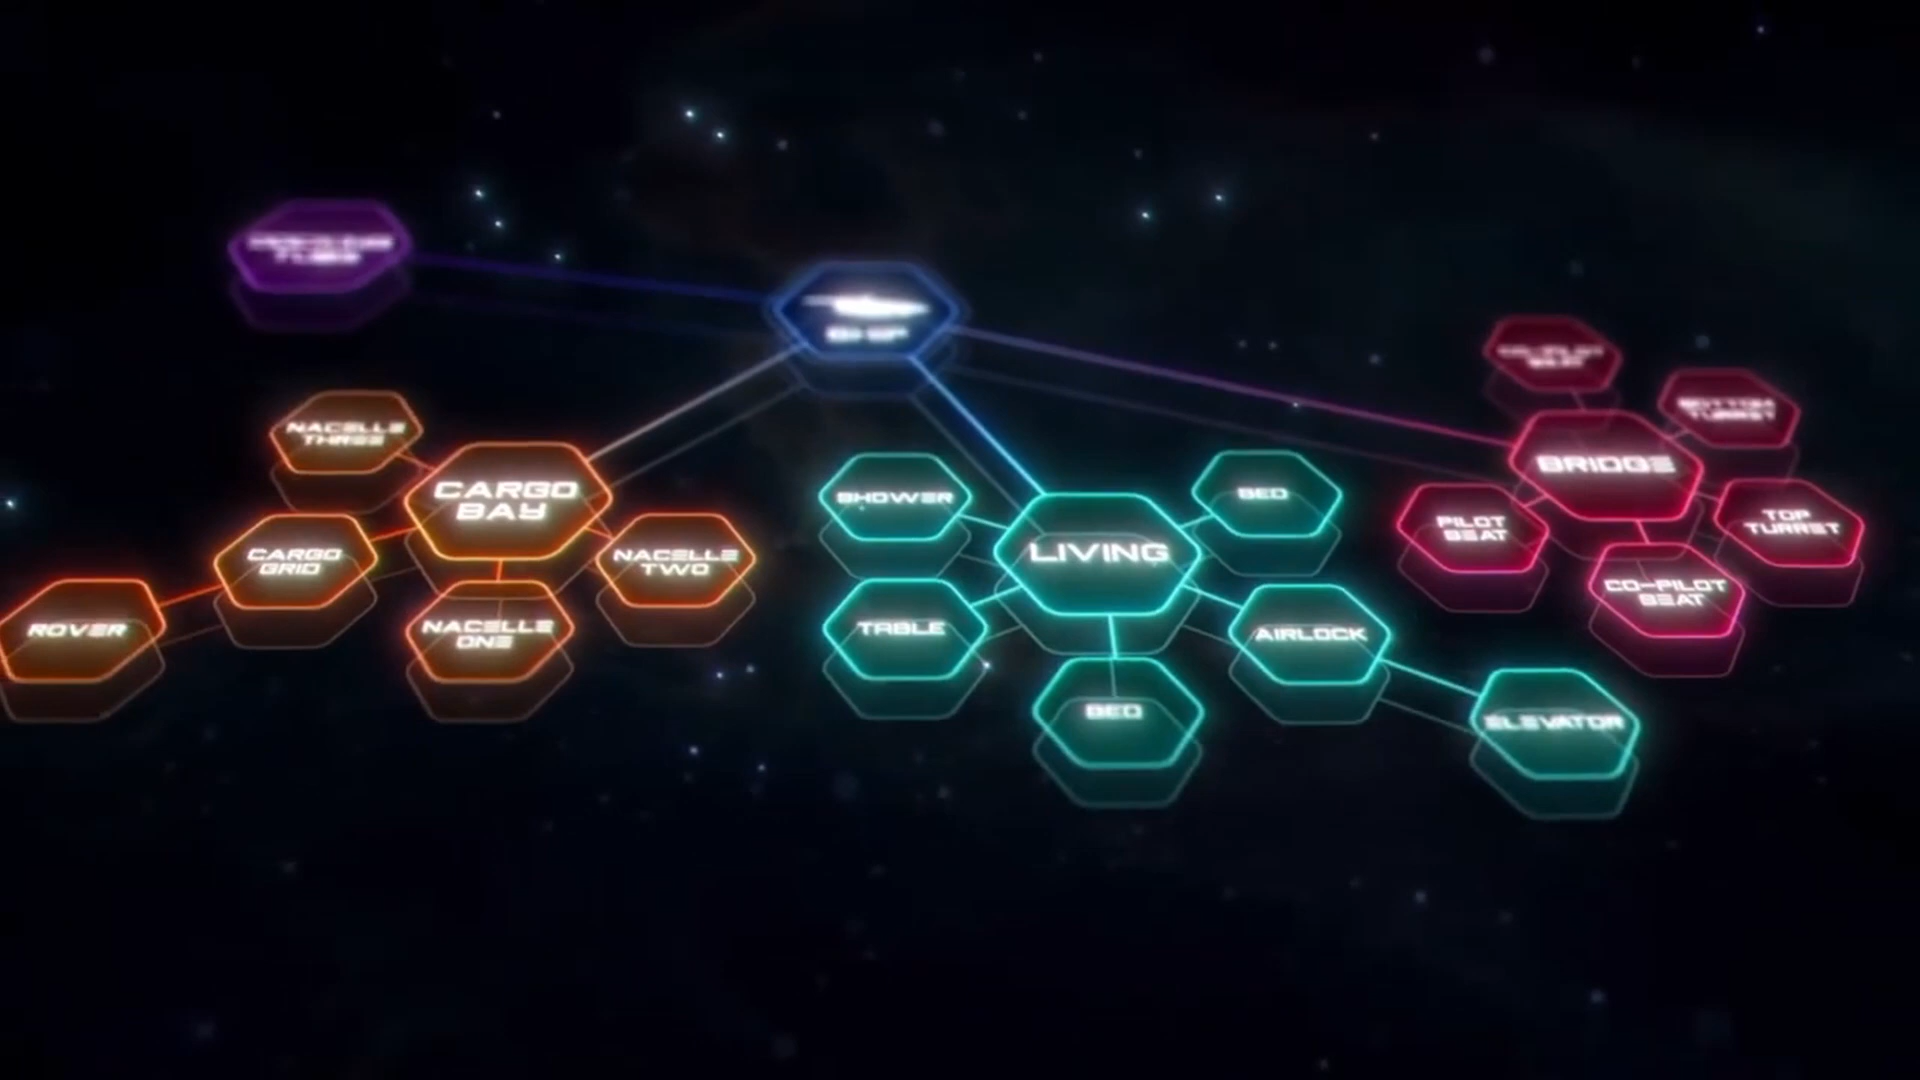 NACELLE
THREE
CARGO
BAY
CARGO
GRID
NACELLE
TWO
ROVER
NACELLE
ONE
SHOWER
BED
LIVING
TABLE
AIRLOCK
BED
ELEVATOR
BOTTOM
TURRET
BRIDGE
PILOT
SEAT
TOP
TURRET
CO-PILOT
SEAT